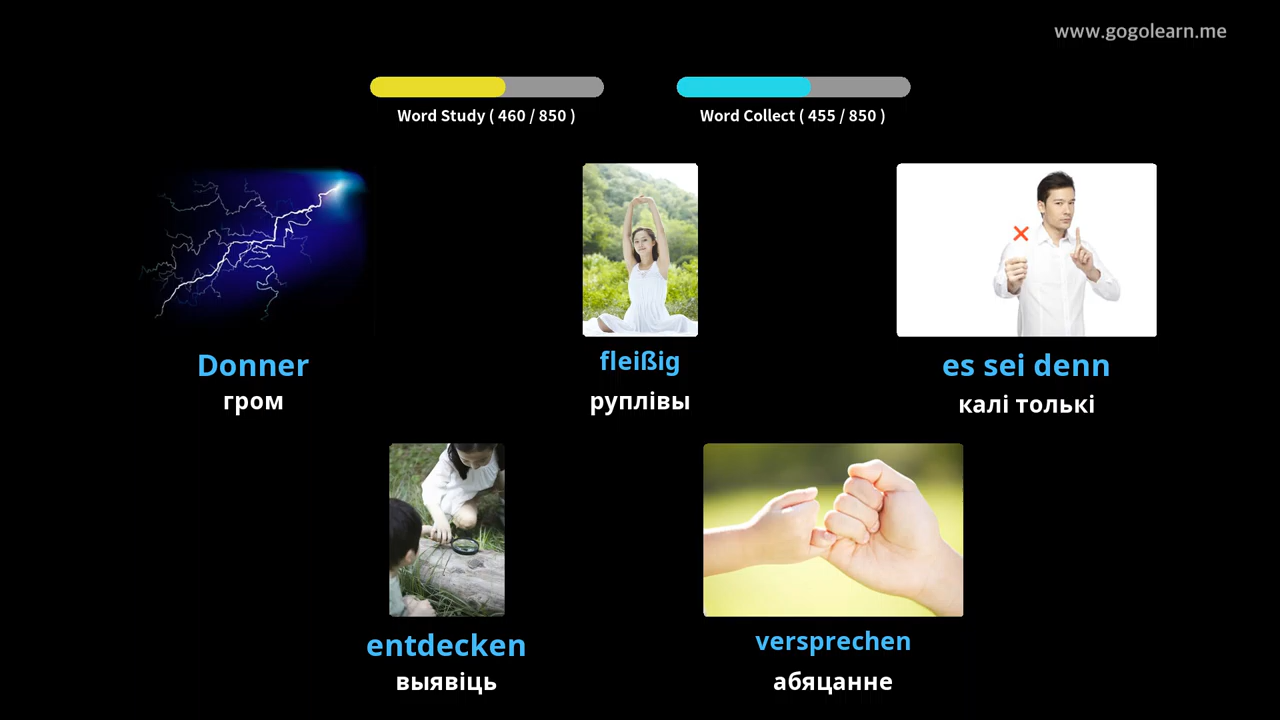 www.gogolearn.me
Word Study ( 460 / 850 )
Word Collect ( 455 / 850 )
Donner
гром
fleißig
руплівы
es sei denn
калі толькі
entdecken
выявіць
versprechen
абяцанне